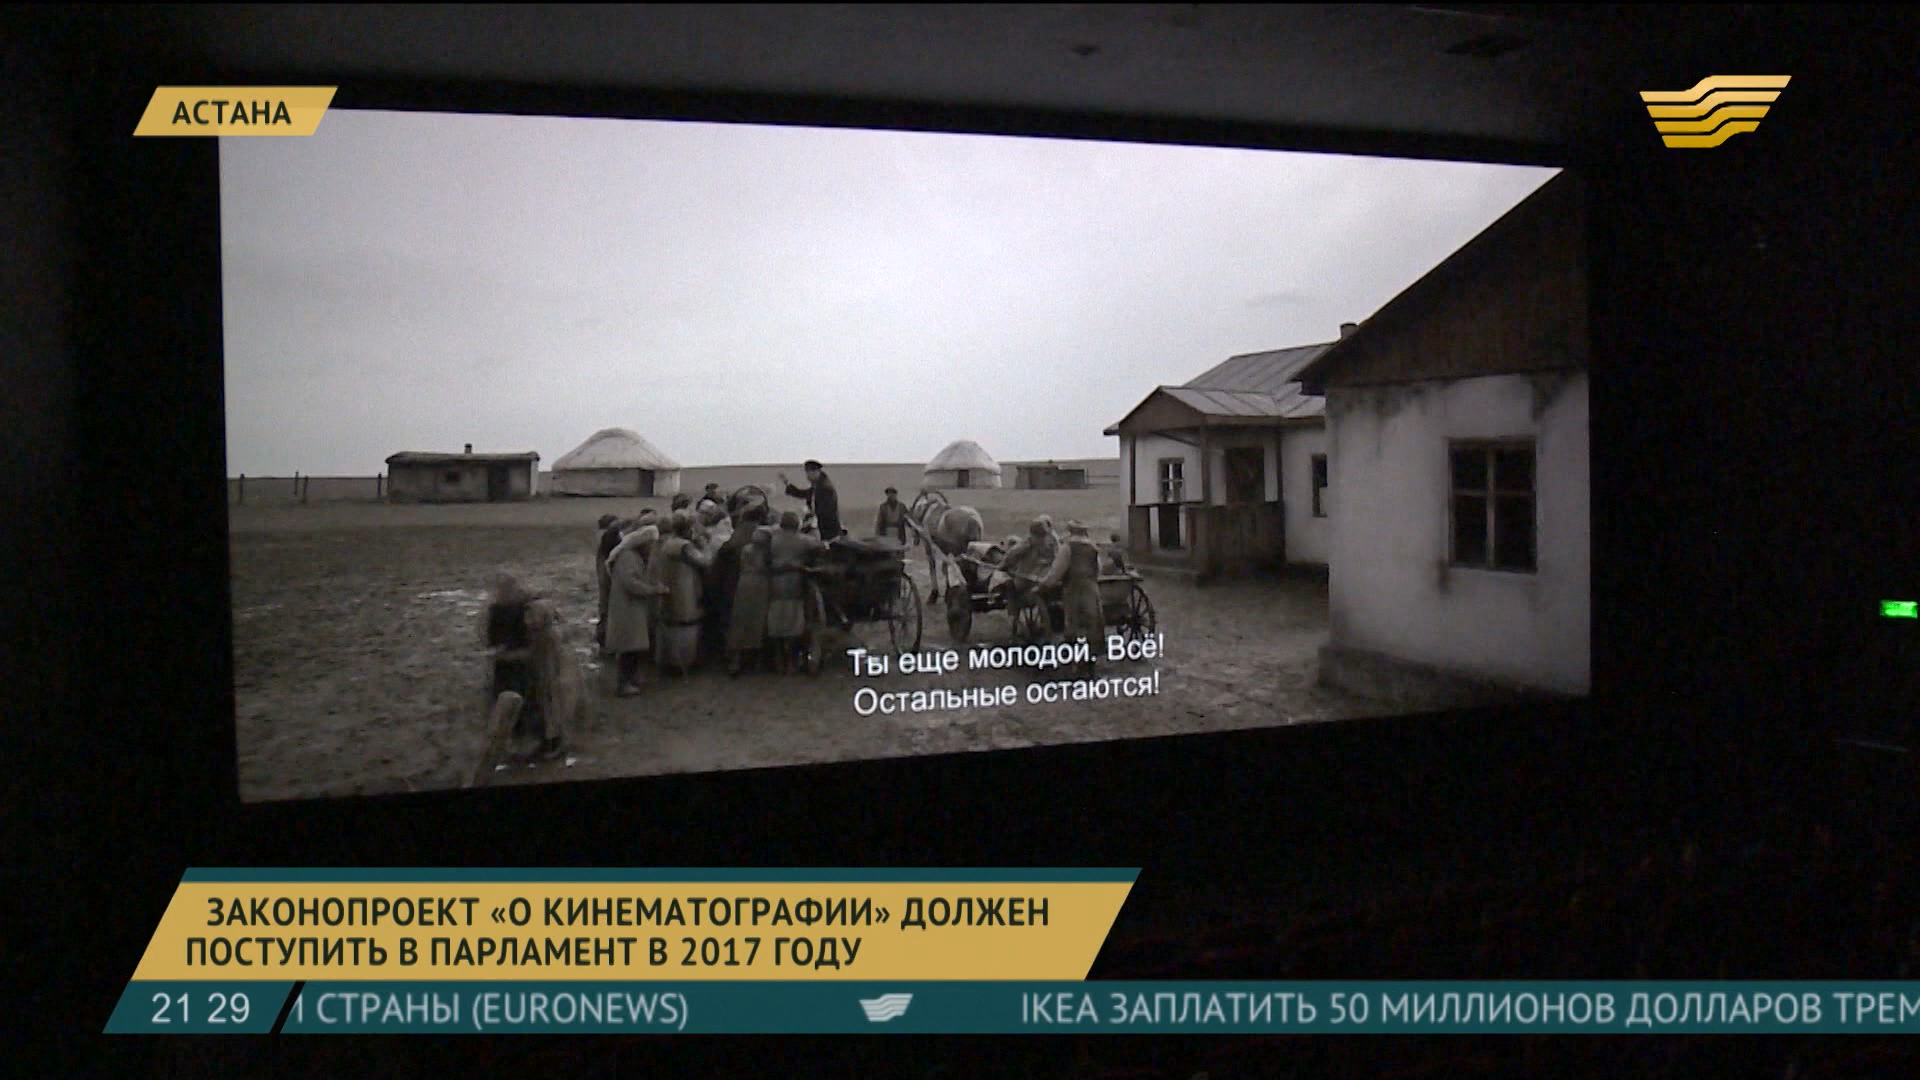 АСТАНА
Ты еще молодой. Всё!
Остальные остаются!
ЗАКОНОПРОЕКТ «О КИНЕМАТОГРАФИИ» ДОЛЖЕН
ПОСТУПИТЬ В ПАРЛАМЕНТ В 2017 ГОДУ
21 29 И СТРАНЫ (EURONEWS) IKEA ЗАПЛАТИТЬ 50 МИЛЛИОНОВ ДОЛЛАРОВ ТРЕМ